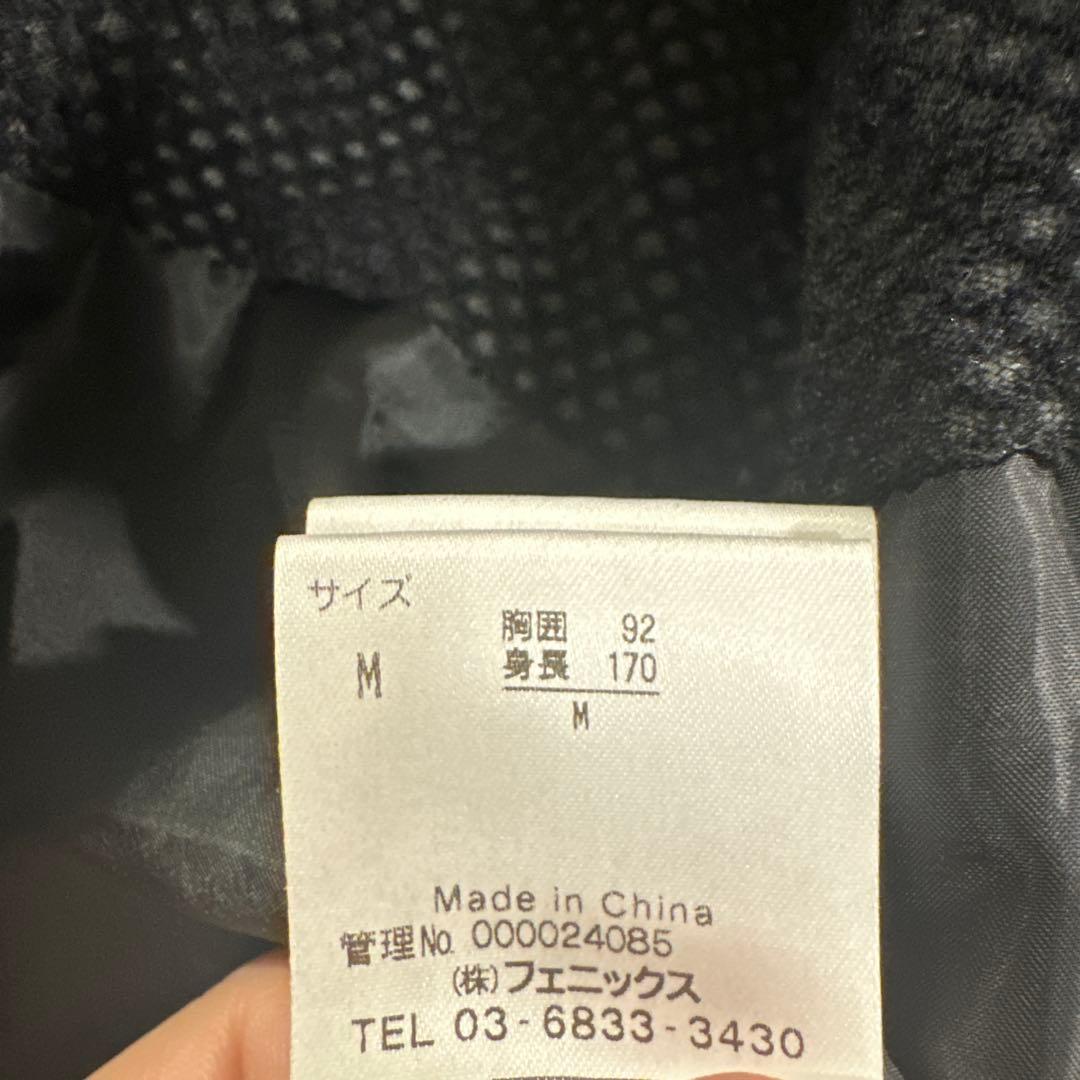 サイズ
M
胸囲 92
身長 170
M
Made in China
管理No. 000024085
(株)フェニックス
TEL 03-6833-3430